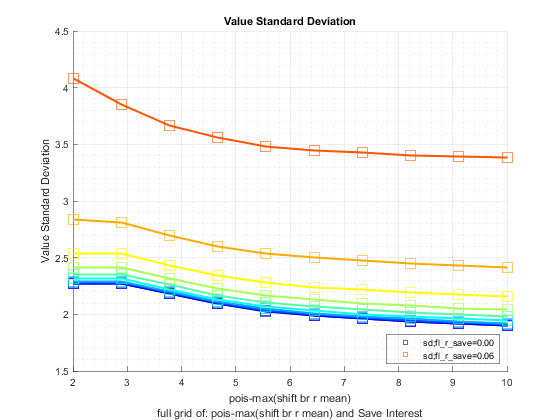 Value Standard Deviation
4.5
4
3.5
3
2.5
2
1.5
Value Standard Deviation
2 3 4 5 6 7 8 9 10
sd;fl_r_save=0.00
sd;fl_r_save=0.06
pois-max(shift br r mean)
full grid of: pois-max(shift br r mean) and Save Interest